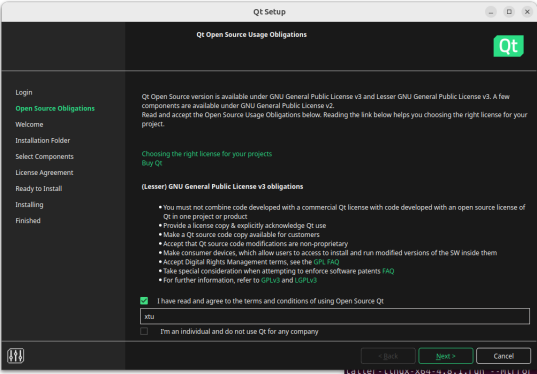 Qt Setup
Qt Open Source Usage Obligations
Qt
Login
Open Source Obligations
Welcome
Installation Folder
Select Components
License Agreement
Ready to Install
Installing
Finished
Qt Open Source version is available under GNU General Public License v3 and Lesser GNU General Public License v3. A few
components are available under GNU General Public License v2.
Read and accept the Open Source Usage Obligations below. Reading the link below helps you choosing the right license for your
project.
Choosing the right license for your projects
Buy Qt
(Lesser) GNU General Public License v3 obligations
• You must not combine code developed with a commercial Qt license with code developed with an open source license of
Qt in one project or product
• Provide a license copy & explicitly acknowledge Qt use
• Make a Qt source code copy available for customers
• Accept that Qt source code modifications are non-proprietary
• Make consumer devices, which allow users to access to install and run modified versions of the SW inside them
• Accept Digital Rights Management terms, see the GPL FAQ
• Take special consideration when attempting to enforce software patents FAQ
• For further information, refer to GPLv3 and LGPLv3
I have read and agree to the terms and conditions of using Open Source Qt
xtu
I'm an individual and do not use Qt for any company
< Back
Next >
Cancel